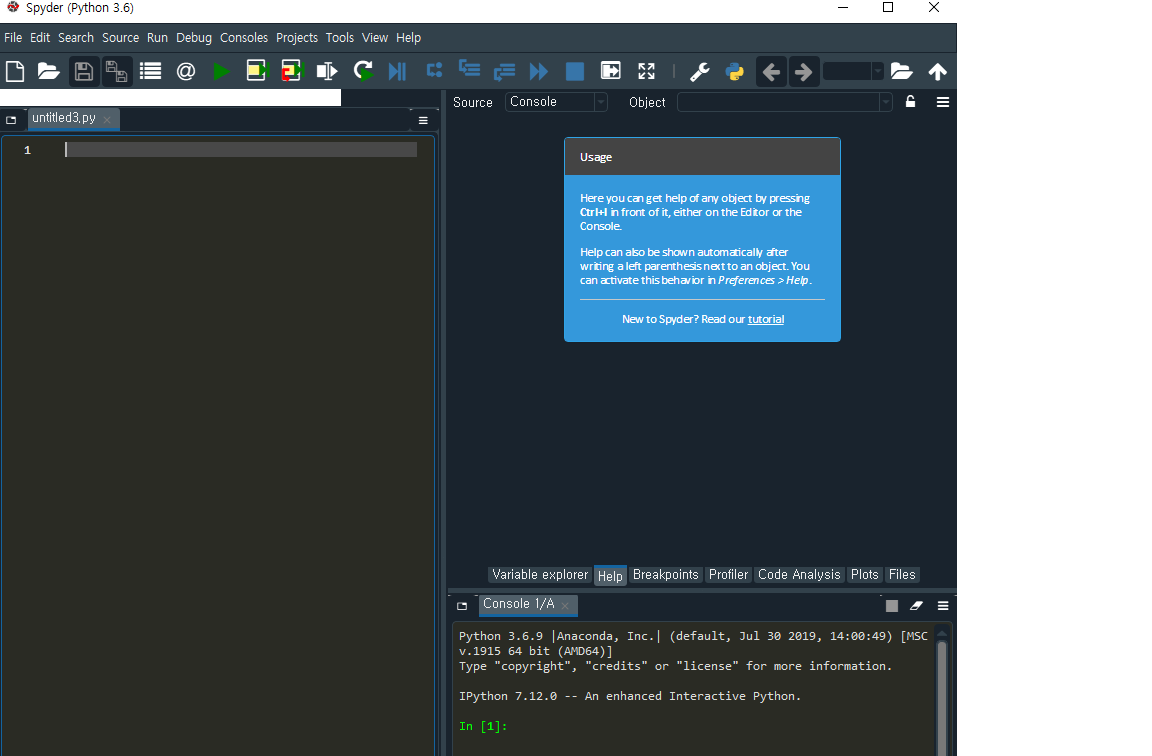 Spyder (Python 3.6)
File Edit Search Source Run Debug Consoles Projects Tools View Help
untitled3.py
1
Source Console Object
Usage
Here you can get help of any object by pressing
Ctrl+I in front of it, either on the Editor or the
Console.
Help can also be shown automatically after
writing a left parenthesis next to an object. You
can activate this behavior in Preferences > Help.
New to Spyder? Read our tutorial
Variable explorer Help Breakpoints Profiler Code Analysis Plots Files
Console 1/A
Python 3.6.9 |Anaconda, Inc.| (default, Jul 30 2019, 14:00:49) [MSC
v.1915 64 bit (AMD64)]
Type "copyright", "credits" or "license" for more information.
IPython 7.12.0 -- An enhanced Interactive Python.
In [1]: